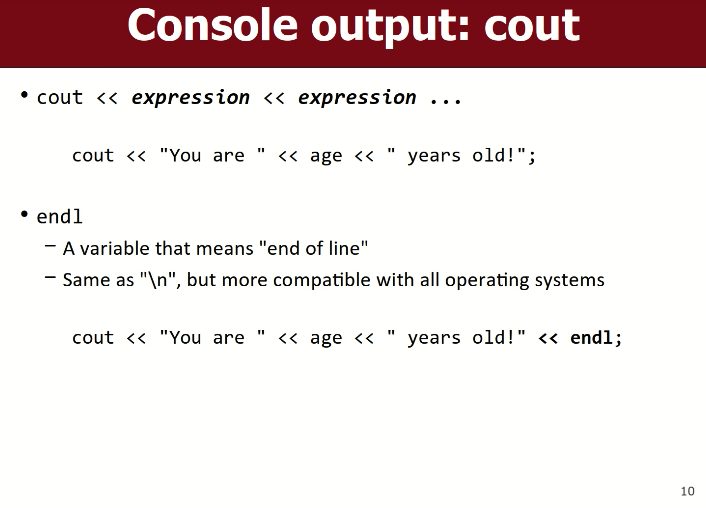 Console output: cout
• cout << expression << expression ...
cout << "You are " << age << " years old!";
• endl
– A variable that means "end of line"
– Same as "\n", but more compatible with all operating systems
cout << "You are " << age << " years old!" << endl;
10